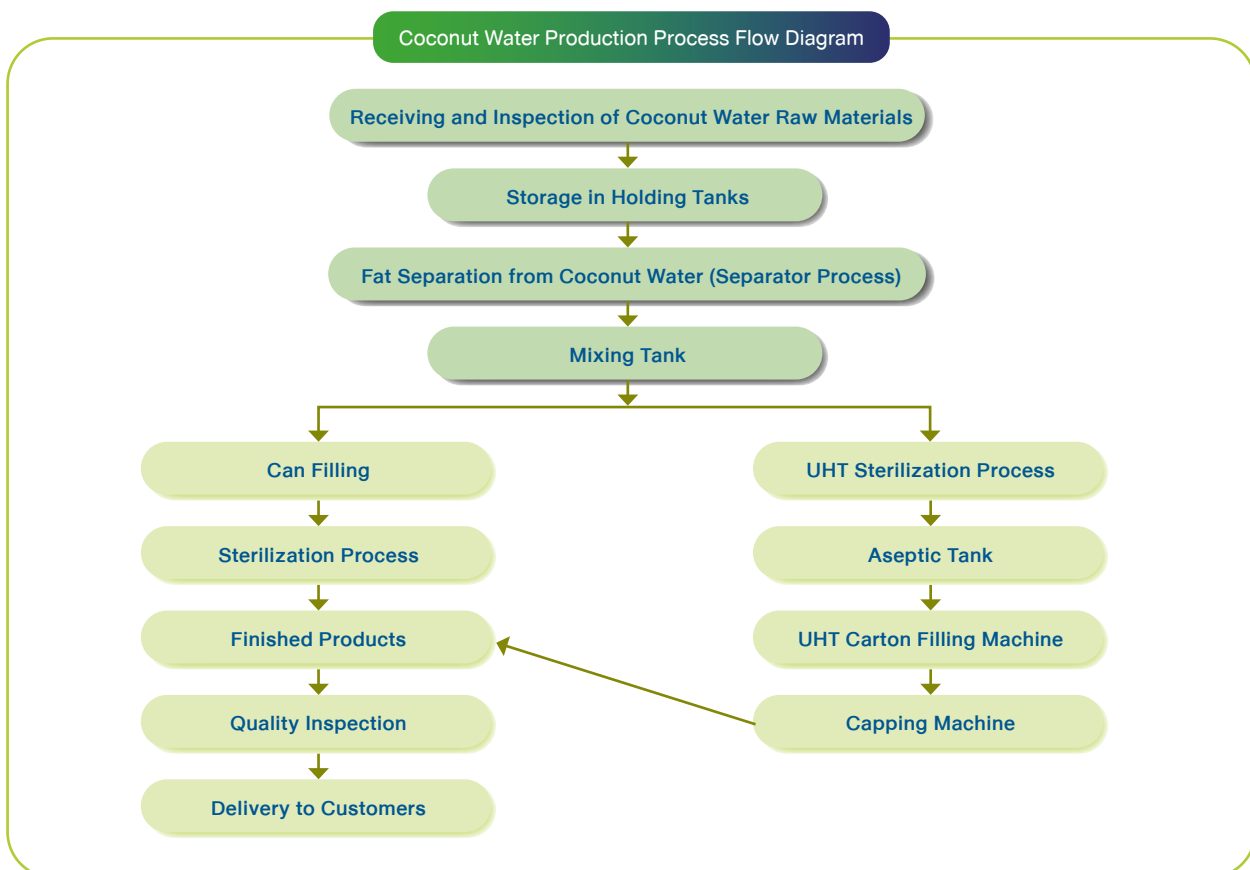 Coconut Water Production Process Flow Diagram
Receiving and Inspection of Coconut Water Raw Materials
Storage in Holding Tanks
Fat Separation from Coconut Water (Separator Process)
Mixing Tank
Can Filling
Sterilization Process
Finished Products
Quality Inspection
Delivery to Customers
UHT Sterilization Process
Aseptic Tank
UHT Carton Filling Machine
Capping Machine